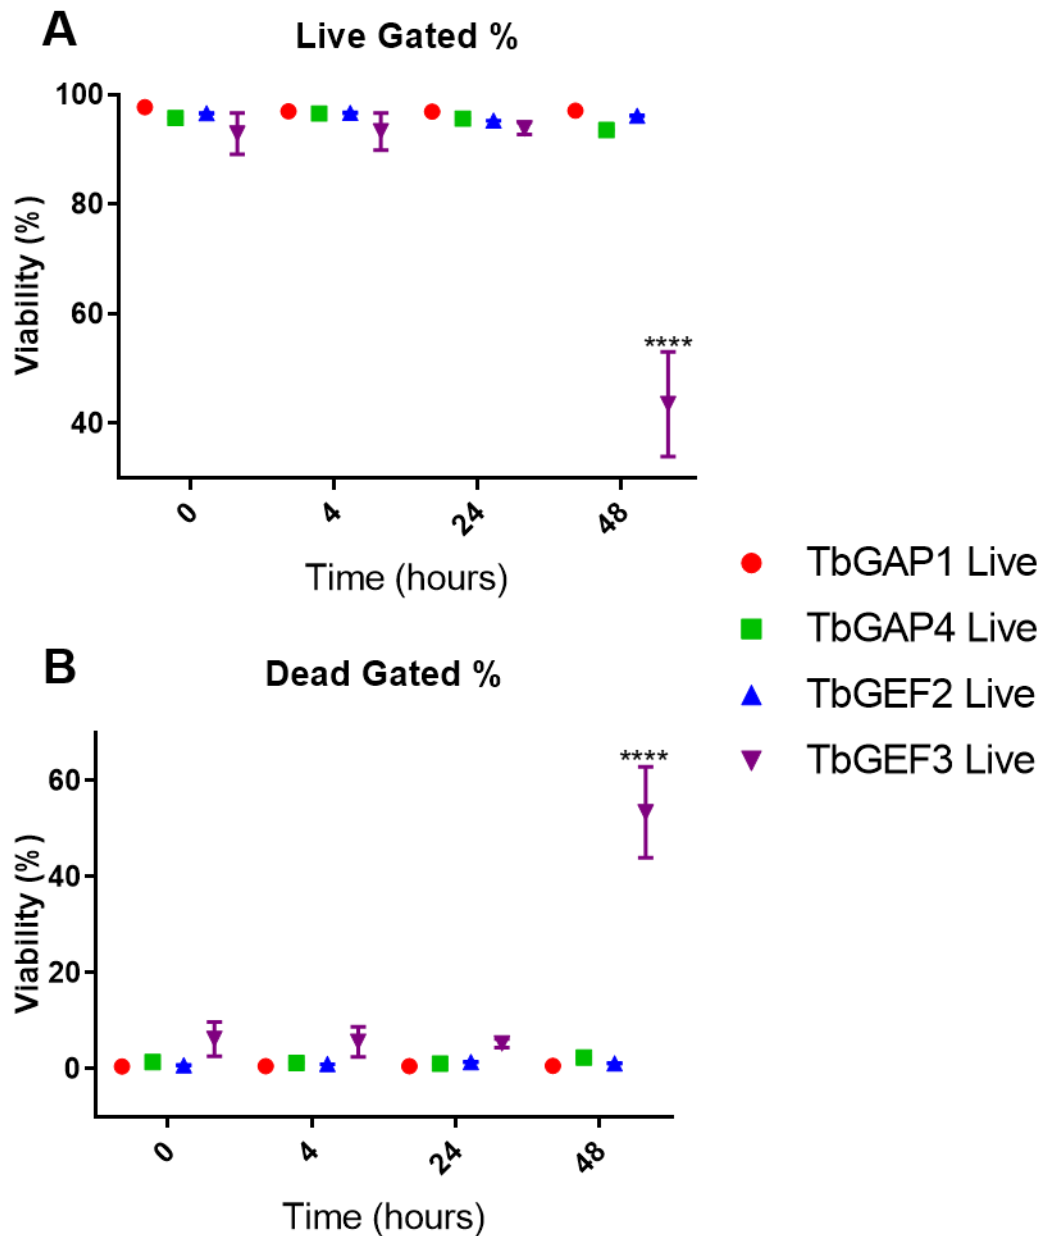 A
Live Gated %
Viability (%)
100
80
60
40
****
0
4
24
48
Time (hours)
TbGAP1 Live
TbGAP4 Live
TbGEF2 Live
TbGEF3 Live
B
Dead Gated %
Viability (%)
60
40
20
0
****
0
4
24
48
Time (hours)